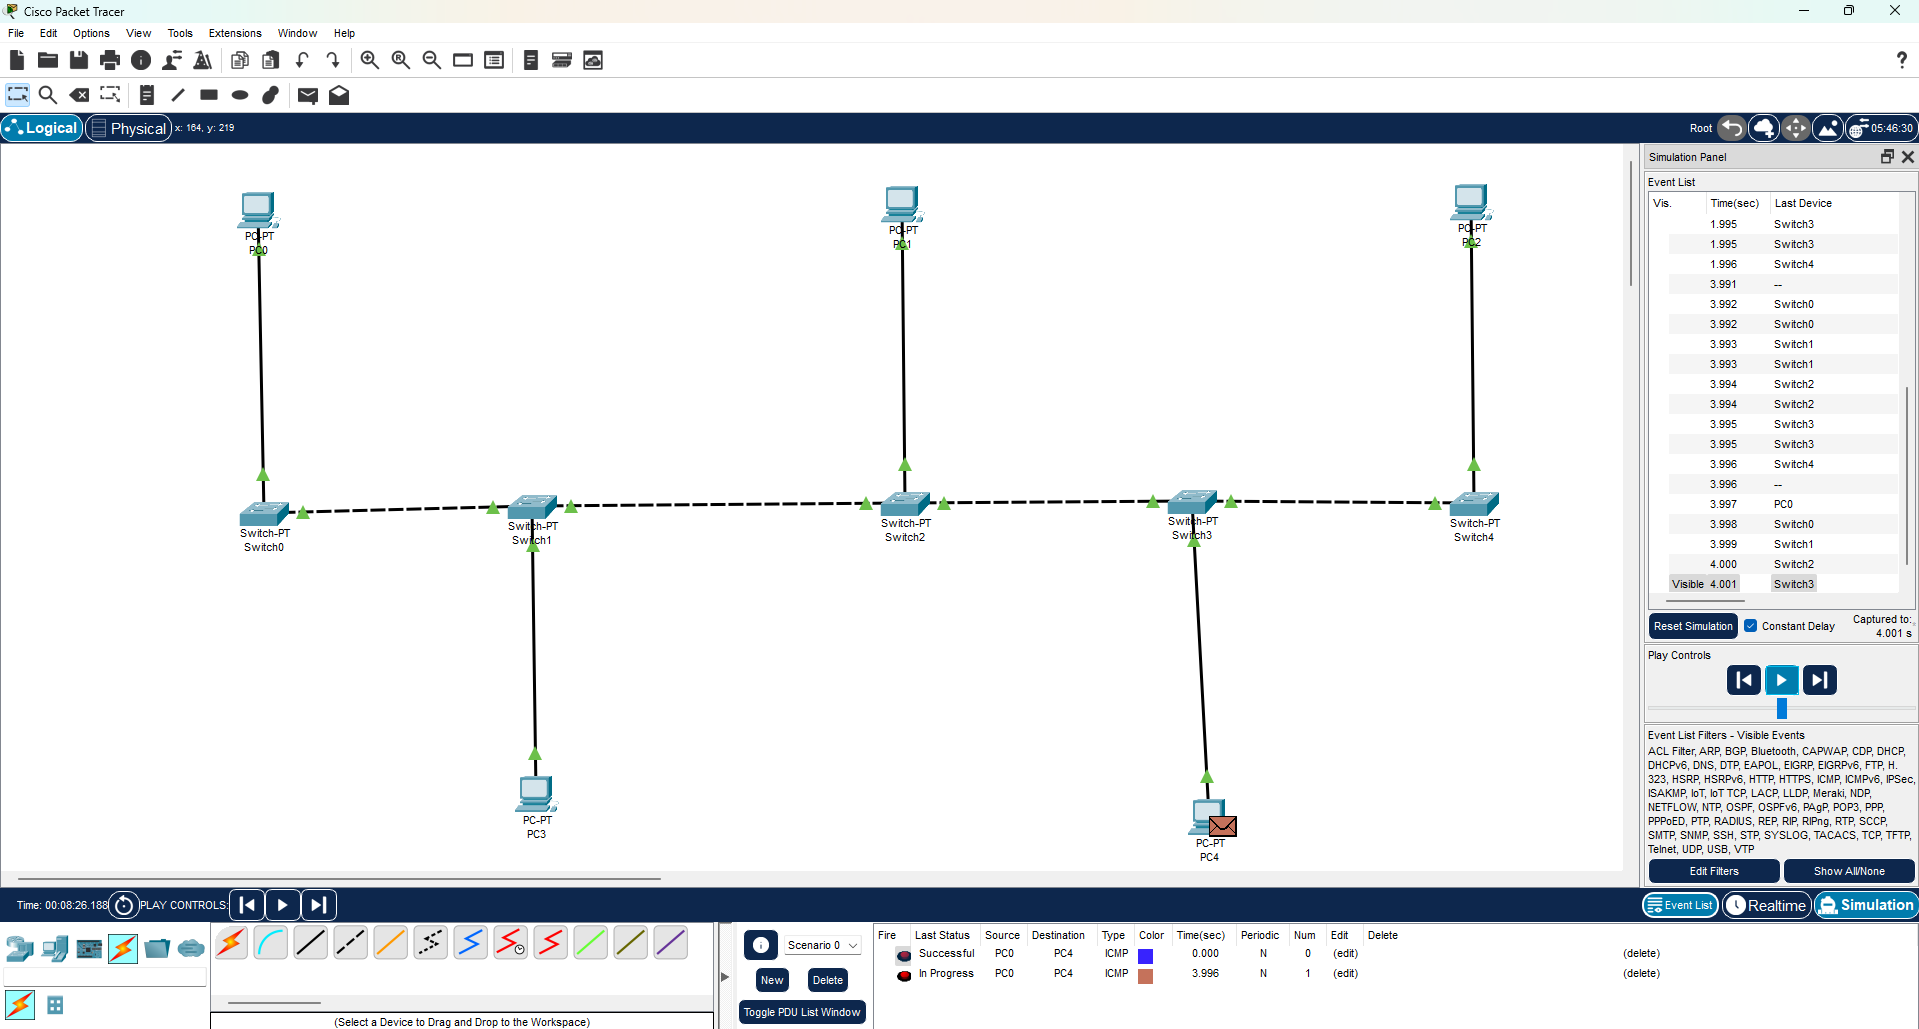 Cisco Packet Tracer
File Edit Options View Tools Extensions Window Help
Logical Physical x: 164, y: 219 Root 05:46:30
Simulation Panel
Event List
Vis. Time(sec) Last Device
1.995 Switch3
1.995 Switch3
1.996 Switch4
3.991 --
3.992 Switch0
3.992 Switch0
3.993 Switch1
3.993 Switch1
3.994 Switch2
3.994 Switch2
3.995 Switch3
3.995 Switch3
3.996 Switch4
3.996 --
3.997 PC0
3.998 Switch0
3.999 Switch1
4.000 Switch2
Visible 4.001 Switch3
Reset Simulation Constant Delay Captured to:
4.001 s
Play Controls
Event List Filters - Visible Events
ACL Filter, ARP, BGP, Bluetooth, CAPWAP, CDP, DHCP,
DHCPv6, DNS, DTP, EAPOL, EIGRP, EIGRPv6, FTP, H.
323, HSRP, HSRPv6, HTTP, HTTPS, ICMP, ICMPv6, IPSec,
ISAKMP, IoT, IoT TCP, LACP, LLDP, Meraki, NDP,
NETFLOW, NTP, OSPF, OSPFv6, PAgP, POP3, PPP,
PPPoED, PTP, RADIUS, REP, RIP, RIPng, RTP, SCCP,
SMTP, SNMP, SSH, STP, SYSLOG, TACACS, TCP, TFTP,
Telnet, UDP, USB, VTP
Edit Filters Show All/None
PC-PT
PC0
PC-PT
PC1
PC-PT
PC2
Switch-PT
Switch0
Switch-PT
Switch1
Switch-PT
Switch2
Switch-PT
Switch3
Switch-PT
Switch4
PC-PT
PC3
PC-PT
PC4
Time: 00:08:26.188 PLAY CONTROLS: Event List Realtime Simulation
Scenario 0
New Delete
Toggle PDU List Window
Fire Last Status Source Destination Type Color Time(sec) Periodic Num Edit Delete
Successful PC0 PC4 ICMP 0.000 N 0 (edit) (delete)
In Progress PC0 PC4 ICMP 3.996 N 1 (edit) (delete)
(Select a Device to Drag and Drop to the Workspace)